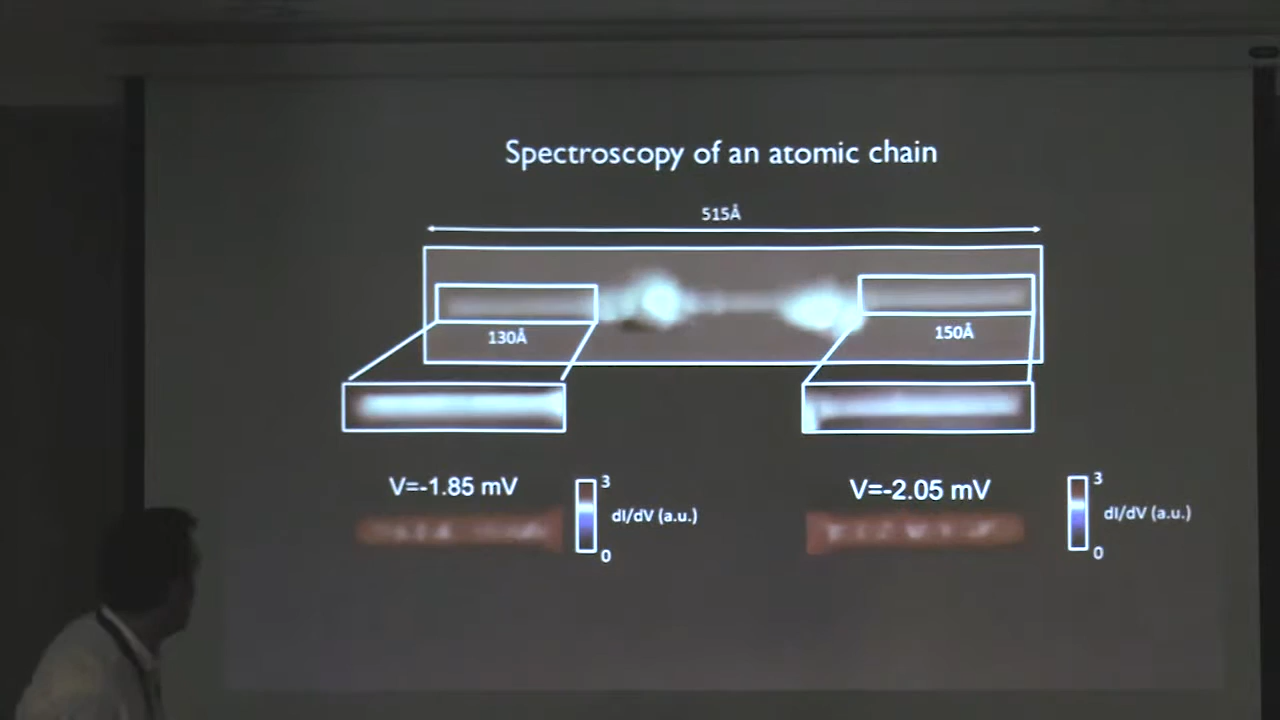 Spectroscopy of an atomic chain
515Å
130Å
150Å
V=-1.85 mV
3
dI/dV (a.u.)
0
V=-2.05 mV
3
dI/dV (a.u.)
0